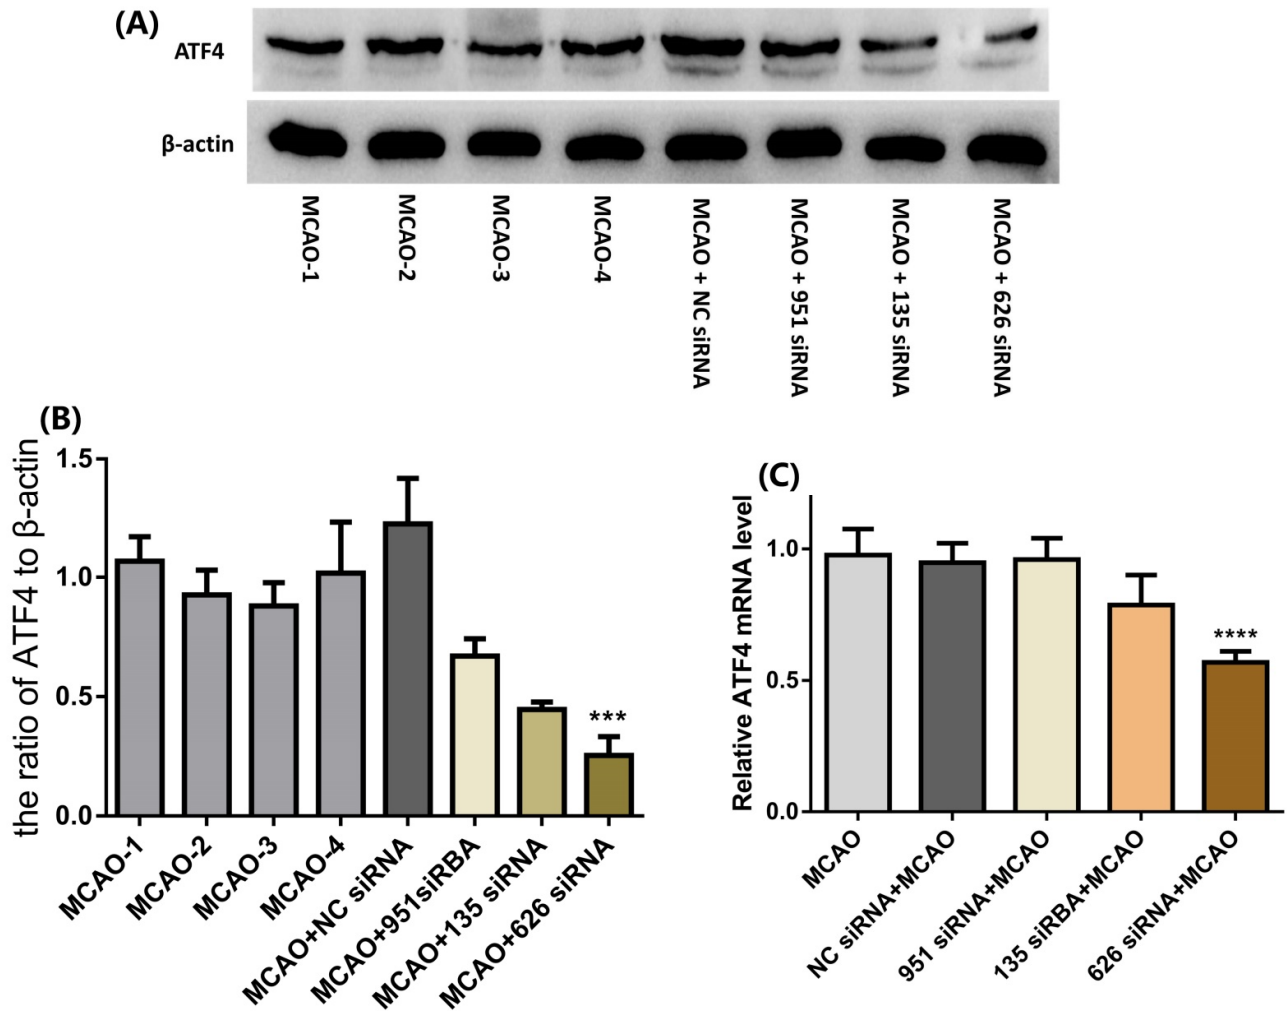 (A)
ATF4
β-actin
MCAO-1
MCAO-2
MCAO-3
MCAO-4
MCAO + NC siRNA
MCAO + 951 siRNA
MCAO + 135 siRNA
MCAO + 626 siRNA
(B)
the ratio of ATF4 to β-actin
1.5
1.0
0.5
0.0
***
MCAO-1
MCAO-2
MCAO-3
MCAO-4
MCAO+NC siRNA
MCAO+951siRBA
MCAO+135 siRNA
MCAO+626 siRNA
(C)
Relative ATF4 mRNA level
1.0
0.5
0.0
****
MCAO
NC siRNA+MCAO
951 siRNA+MCAO
135 siRBA+MCAO
626 siRNA+MCAO